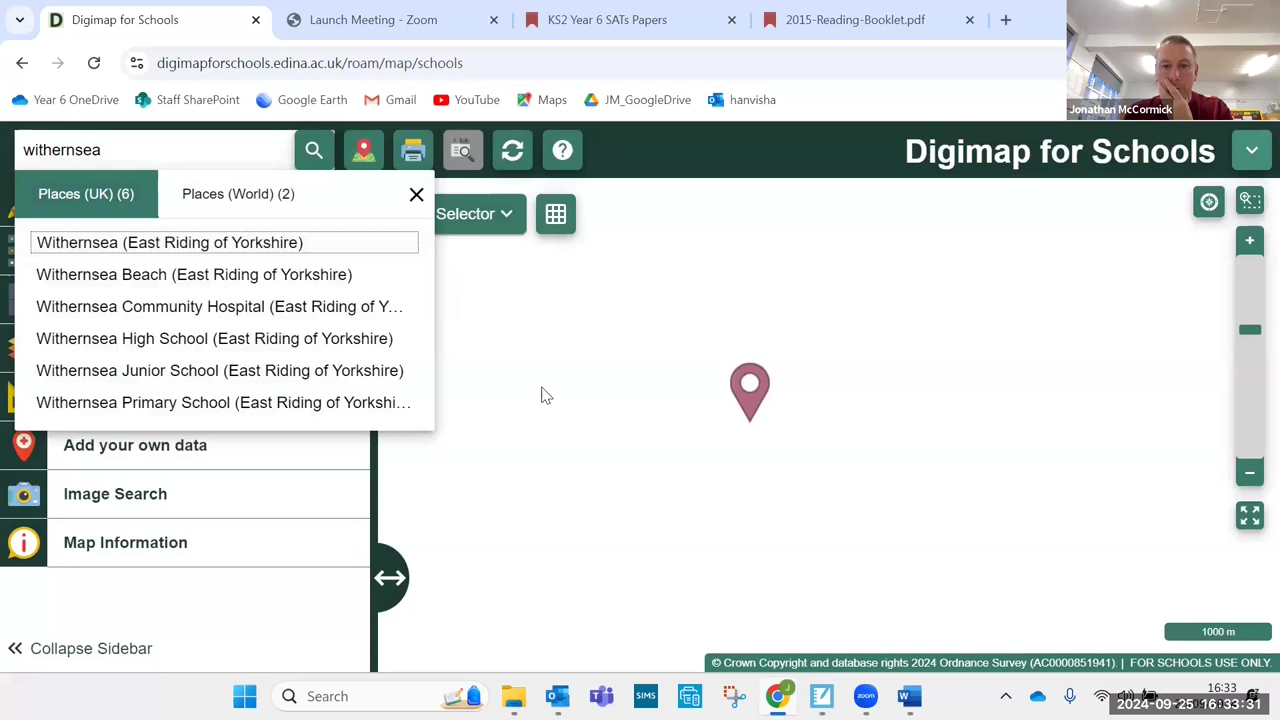 Digimap for Schools
Launch Meeting - Zoom
KS2 Year 6 SATs Papers
2015-Reading-Booklet.pdf
digimapforschools.edina.ac.uk/roam/map/schools
Year 6 OneDrive
Staff SharePoint
Google Earth
Gmail
YouTube
Maps
JM_GoogleDrive
hanvisha
Jonathan McCormick
withernsea
Digimap for Schools
Places (UK) (6)
Places (World) (2)
Selector
Withernsea (East Riding of Yorkshire)
Withernsea Beach (East Riding of Yorkshire)
Withernsea Community Hospital (East Riding of Y…
Withernsea High School (East Riding of Yorkshire)
Withernsea Junior School (East Riding of Yorkshire)
Withernsea Primary School (East Riding of Yorkshi…
Add your own data
Image Search
Map Information
Collapse Sidebar
1000 m
© Crown Copyright and database rights 2024 Ordnance Survey (AC0000851941). | FOR SCHOOLS USE ONLY.
Search
SIMS
zoom
16:33
2024-09-25 16:33:31